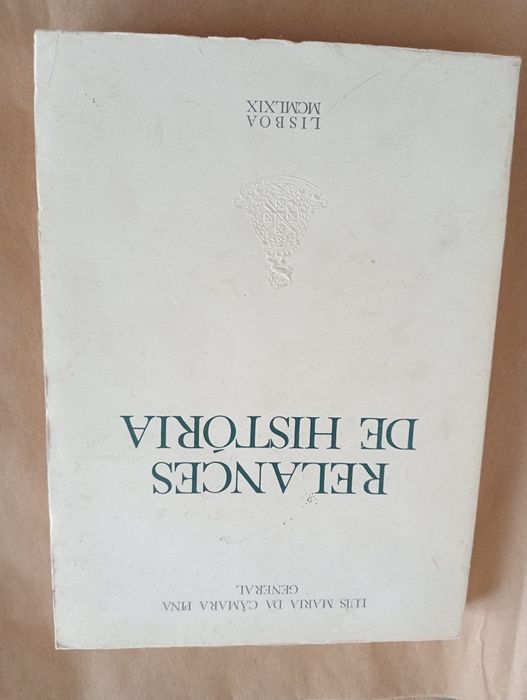 LUÍS MARIA DA CÂMARA PINA
GENERAL
RELANCES
DE HISTÓRIA
LISBOA
MCMLXIX